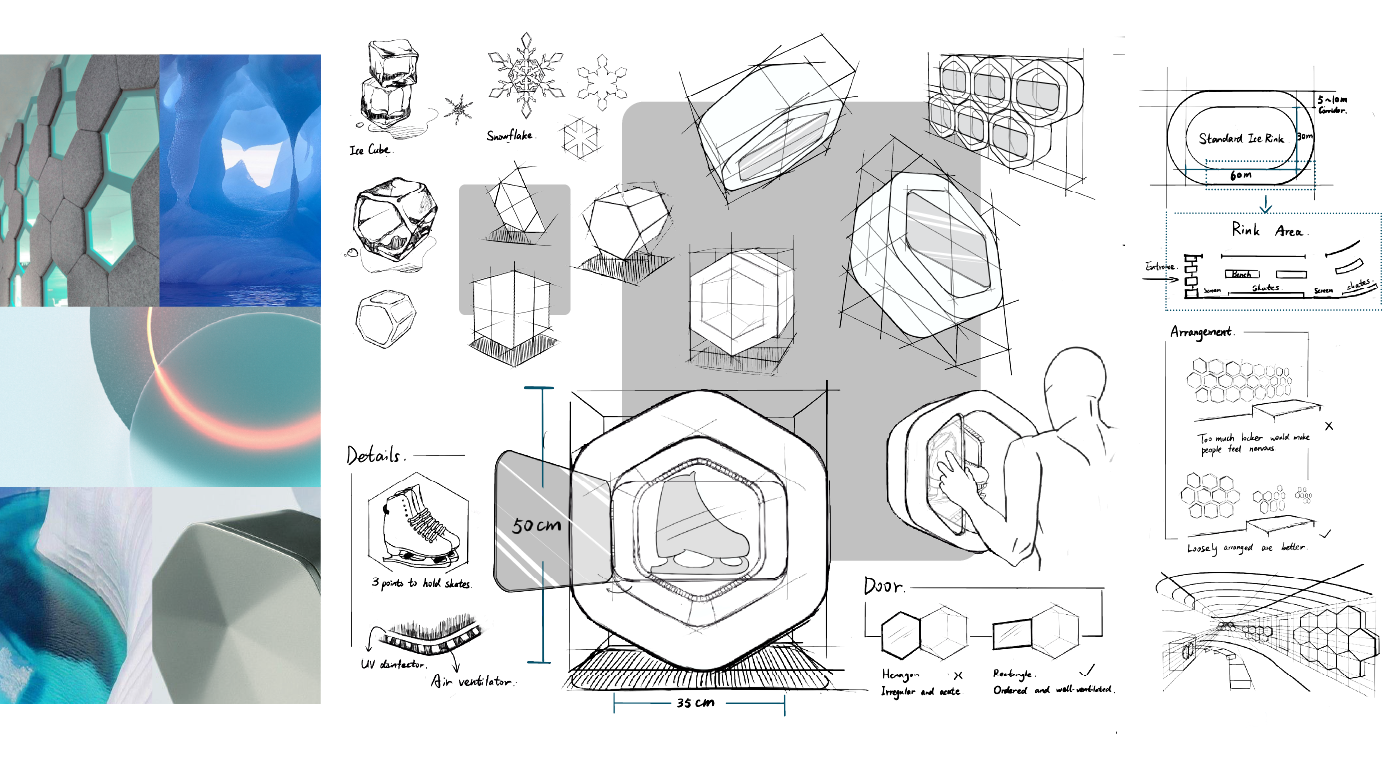 Ice Cube.
Snowflake.
Details.
3 points to hold skates.
UV disinfector.
Air ventilator.
50cm
35cm
Door.
Hexagon. ×
Irregular and acute
Rectangle. ✓
Ordered and well-ventilated.
5~10m
Corridor.
Standard Ice Rink
30m
60m
Rink Area.
Entrance.
Bench
Screen
Skates.
Screen
skates.
Arrangement.
Too much locker would make
people feel nervous
×
Loosely arranged are better.
✓